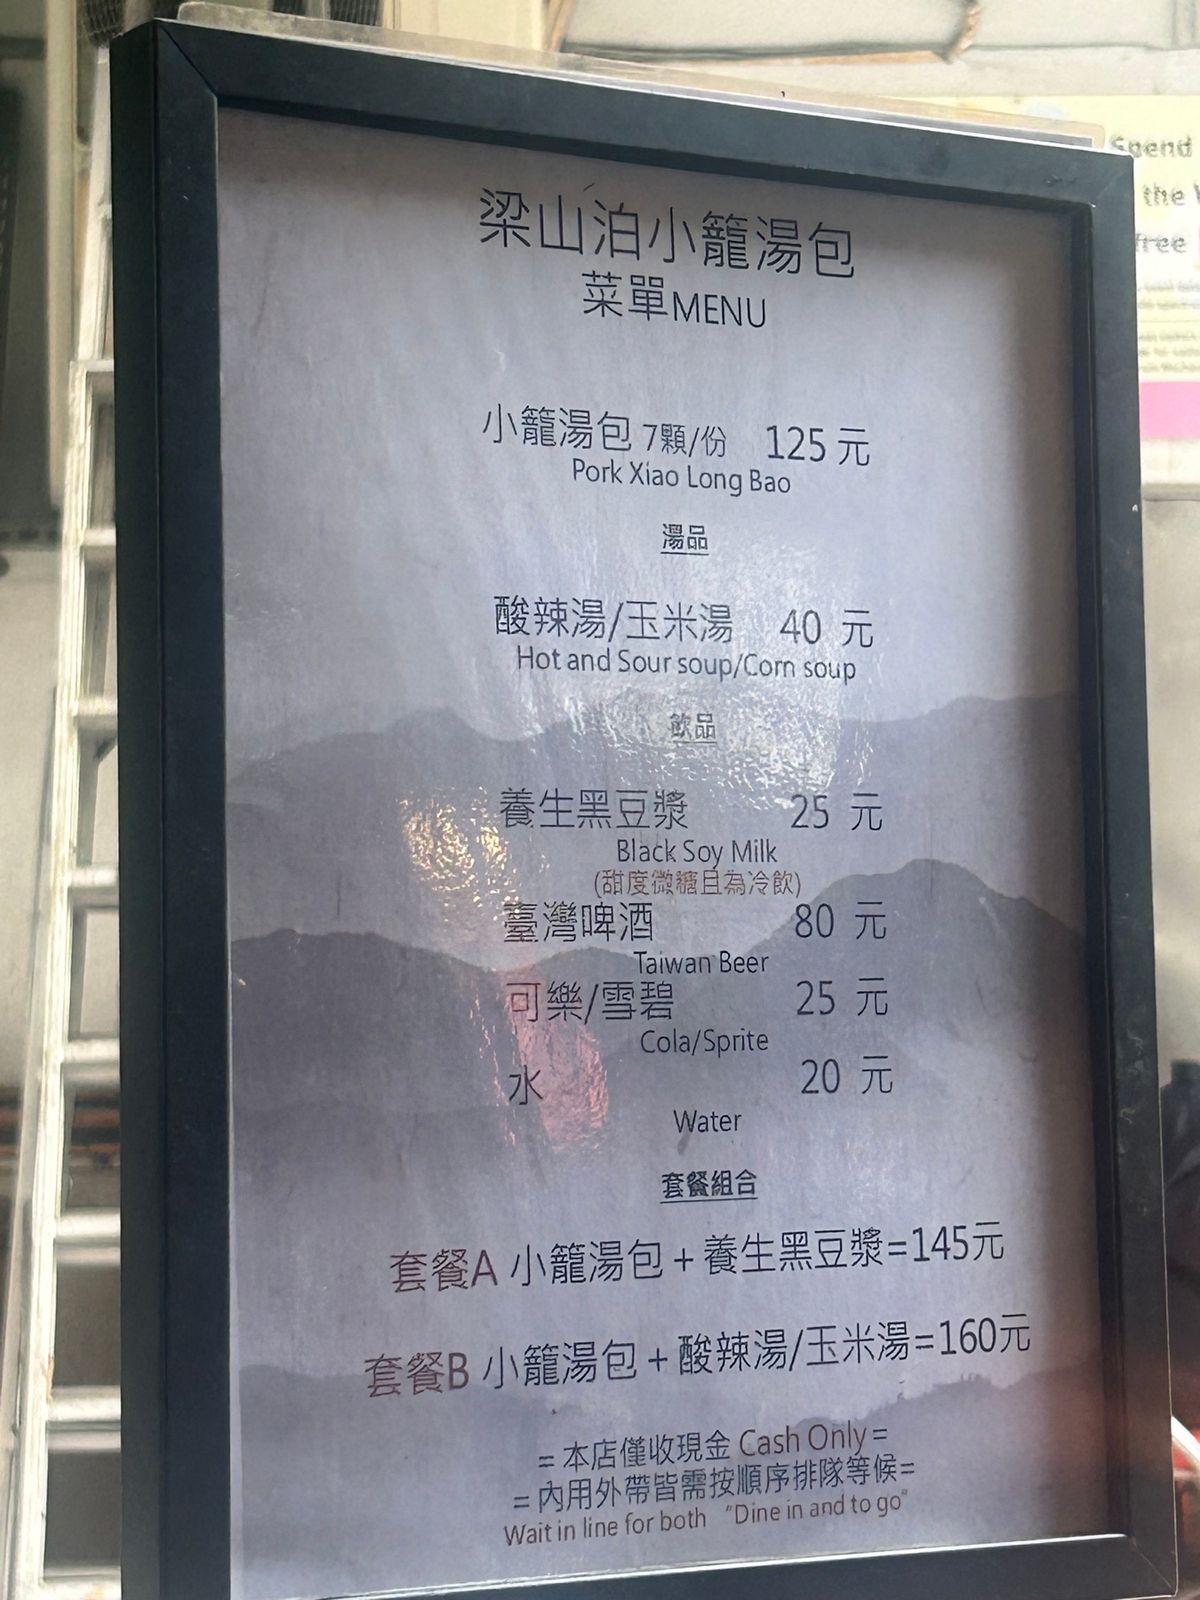 梁山泊小籠湯包
菜單MENU
小籠湯包 7顆/份 125 元
Pork Xiao Long Bao
湯品
酸辣湯/玉米湯 40 元
Hot and Sour soup/Corn soup
飲品
養生黑豆漿 25 元
Black Soy Milk
(甜度微糖且為冷飲)
臺灣啤酒 80 元
Taiwan Beer
可樂/雪碧 25 元
Cola/Sprite
水 20 元
Water
套餐組合
套餐A 小籠湯包 + 養生黑豆漿=145元
套餐B 小籠湯包 + 酸辣湯/玉米湯=160元
= 本店僅收現金 Cash Only =
= 內用外帶皆需按順序排隊等候=
Wait in line for both "Dine in and to go"
Spend
the
free